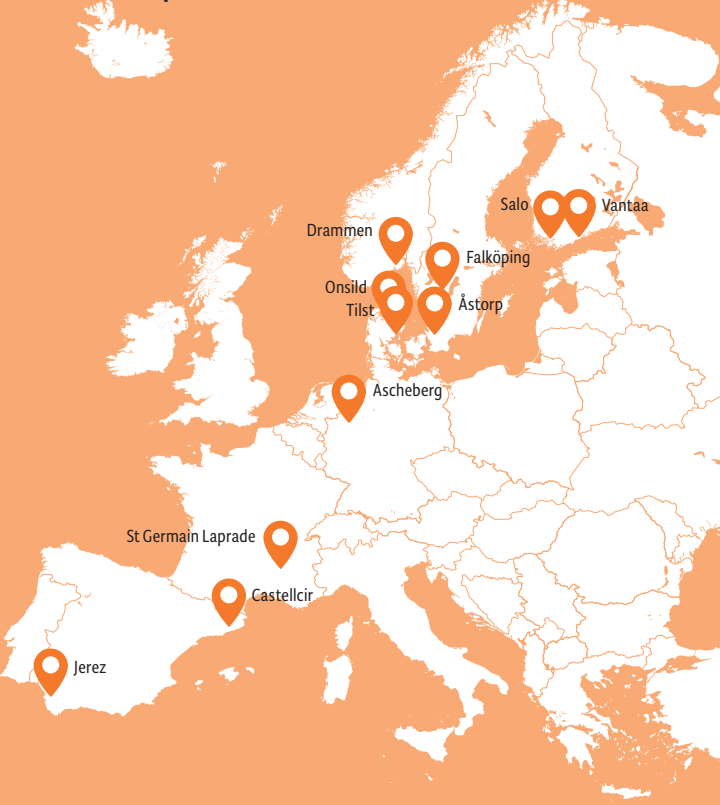 Salo
Vantaa
Drammen
Falköping
Onsild
Tilst
Åstorp
Ascheberg
St Germain Laprade
Castellcir
Jerez